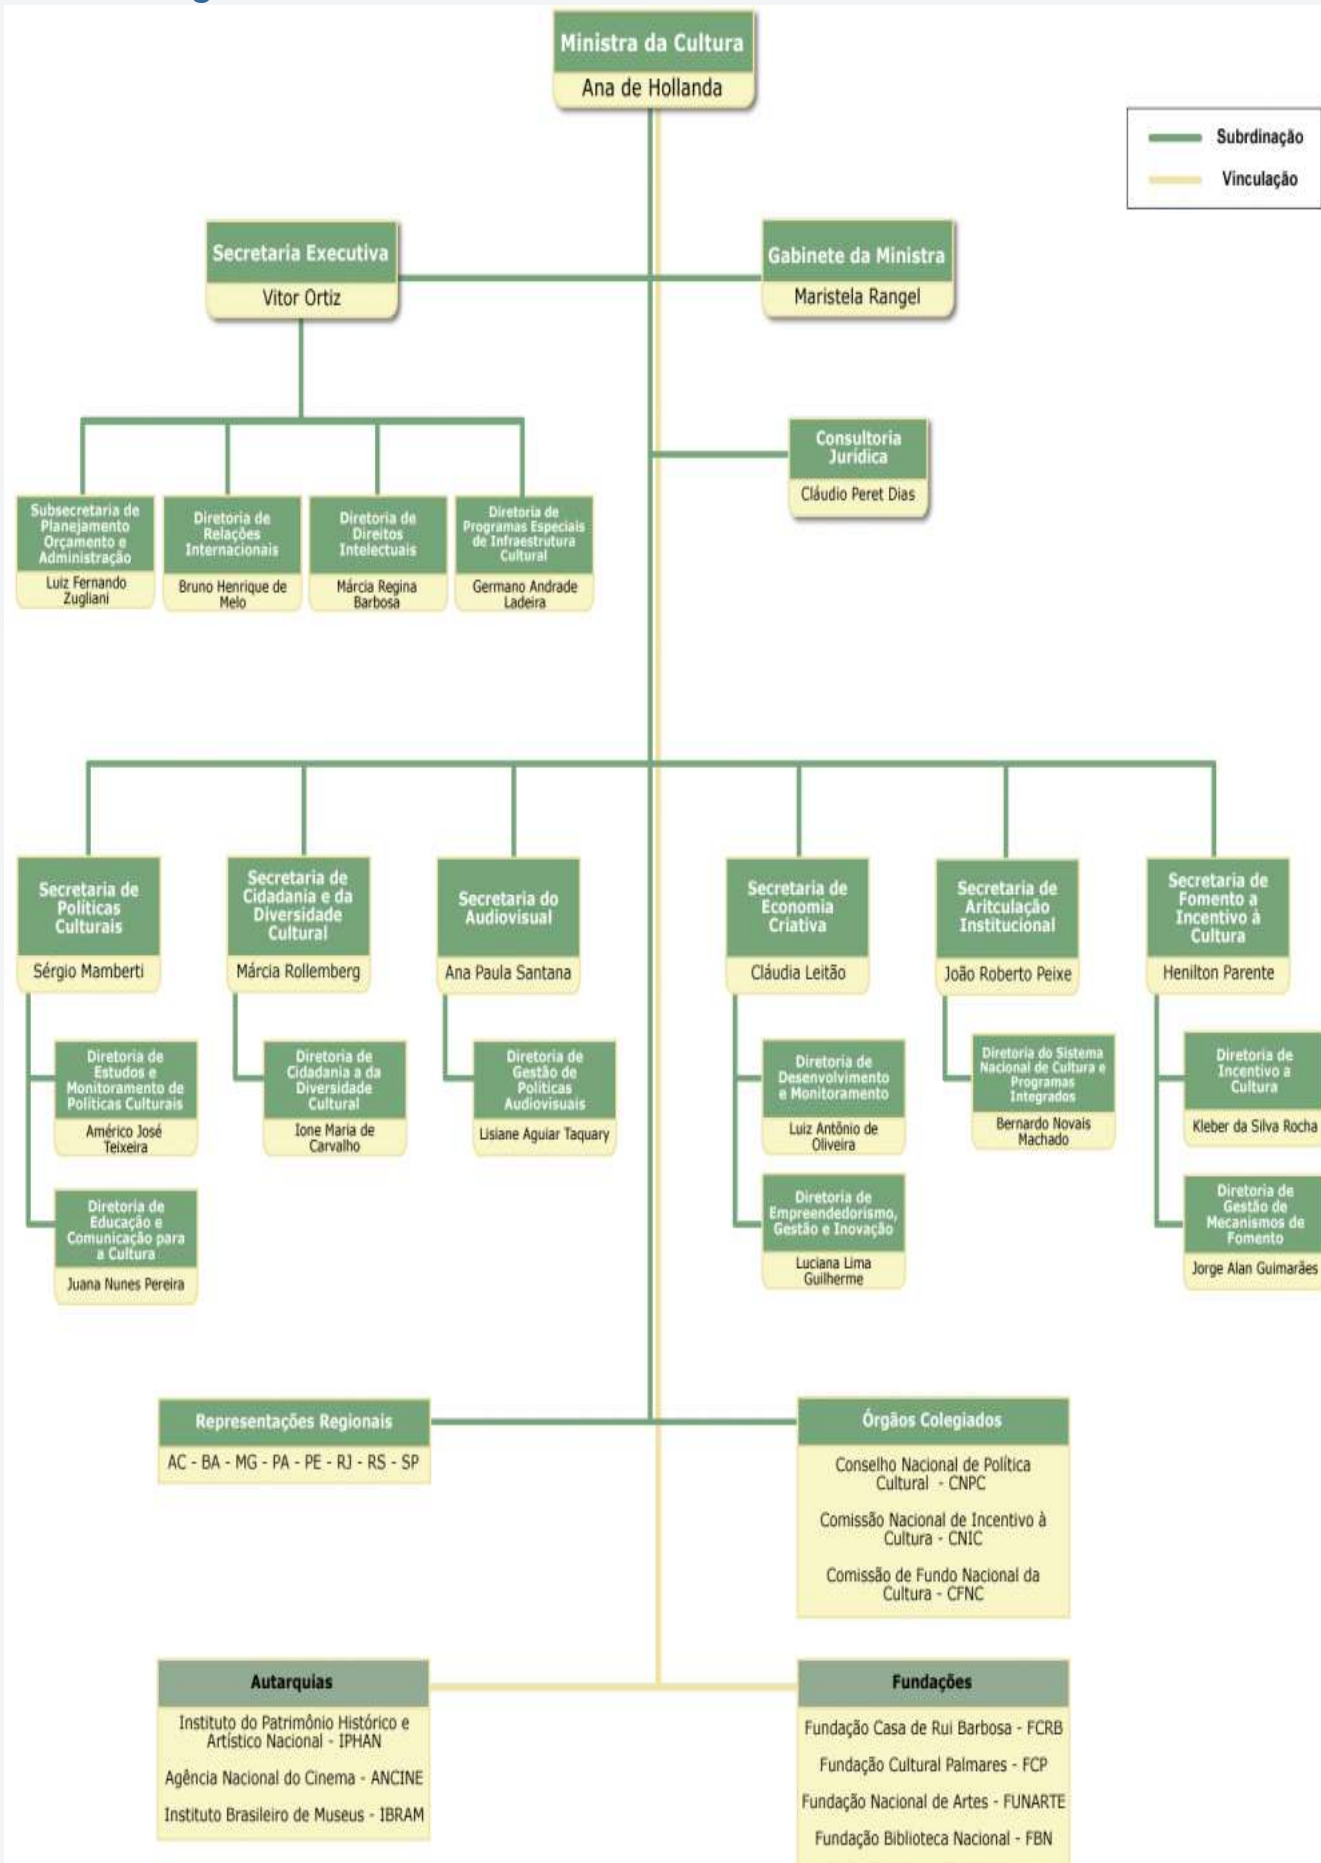 Ministra da Cultura
Ana de Hollanda
Subrdinação
Vinculação
Secretaria Executiva
Vitor Ortiz
Gabinete da Ministra
Maristela Rangel
Consultoria
Jurídica
Cláudio Peret Dias
Subsecretaria de
Planejamento
Orçamento e
Administração
Luiz Fernando
Zugliani
Diretoria de
Relações
Internacionais
Bruno Henrique de
Melo
Diretoria de
Direitos
Intelectuais
Márcia Regina
Barbosa
Diretoria de
Programas Especiais
de Infraestrutura
Cultural
Germano Andrade
Ladeira
Secretaria de
Políticas
Culturais
Sérgio Mamberti
Secretaria de
Cidadania e da
Diversidade
Cultural
Márcia Rollemberg
Secretaria do
Audiovisual
Ana Paula Santana
Secretaria de
Economia
Criativa
Cláudia Leitão
Secretaria de
Aritculação
Institucional
João Roberto Peixe
Secretaria de
Fomento a
Incentivo à
Cultura
Henilton Parente
Diretoria de
Estudos e
Monitoramento de
Políticas Culturais
Américo José
Teixeira
Diretoria de
Cidadania a da
Diversidade
Cultural
Ione Maria de
Carvalho
Diretoria de
Gestão de
Políticas
Audiovisuais
Lisiane Aguiar Taquary
Diretoria de
Desenvolvimento
e Monitoramento
Luiz Antônio de
Oliveira
Diretoria do Sistema
Nacional de Cultura e
Programas
Integrados
Bernardo Novais
Machado
Diretoria de
Incentivo a
Cultura
Kleber da Silva Rocha
Diretoria de
Educação e
Comunicação para
a Cultura
Juana Nunes Pereira
Diretoria de
Empreendedorismo,
Gestão e Inovação
Luciana Lima
Guilherme
Diretoria de
Gestão de
Mecanismos de
Fomento
Jorge Alan Guimarães
Representações Regionais
AC - BA - MG - PA - PE - RJ - RS - SP
Órgãos Colegiados
Conselho Nacional de Política
Cultural - CNPC
Comissão Nacional de Incentivo à
Cultura - CNIC
Comissão de Fundo Nacional da
Cultura - CFNC
Autarquias
Instituto do Patrimônio Histórico e
Artístico Nacional - IPHAN
Agência Nacional do Cinema - ANCINE
Instituto Brasileiro de Museus - IBRAM
Fundações
Fundação Casa de Rui Barbosa - FCRB
Fundação Cultural Palmares - FCP
Fundação Nacional de Artes - FUNARTE
Fundação Biblioteca Nacional - FBN